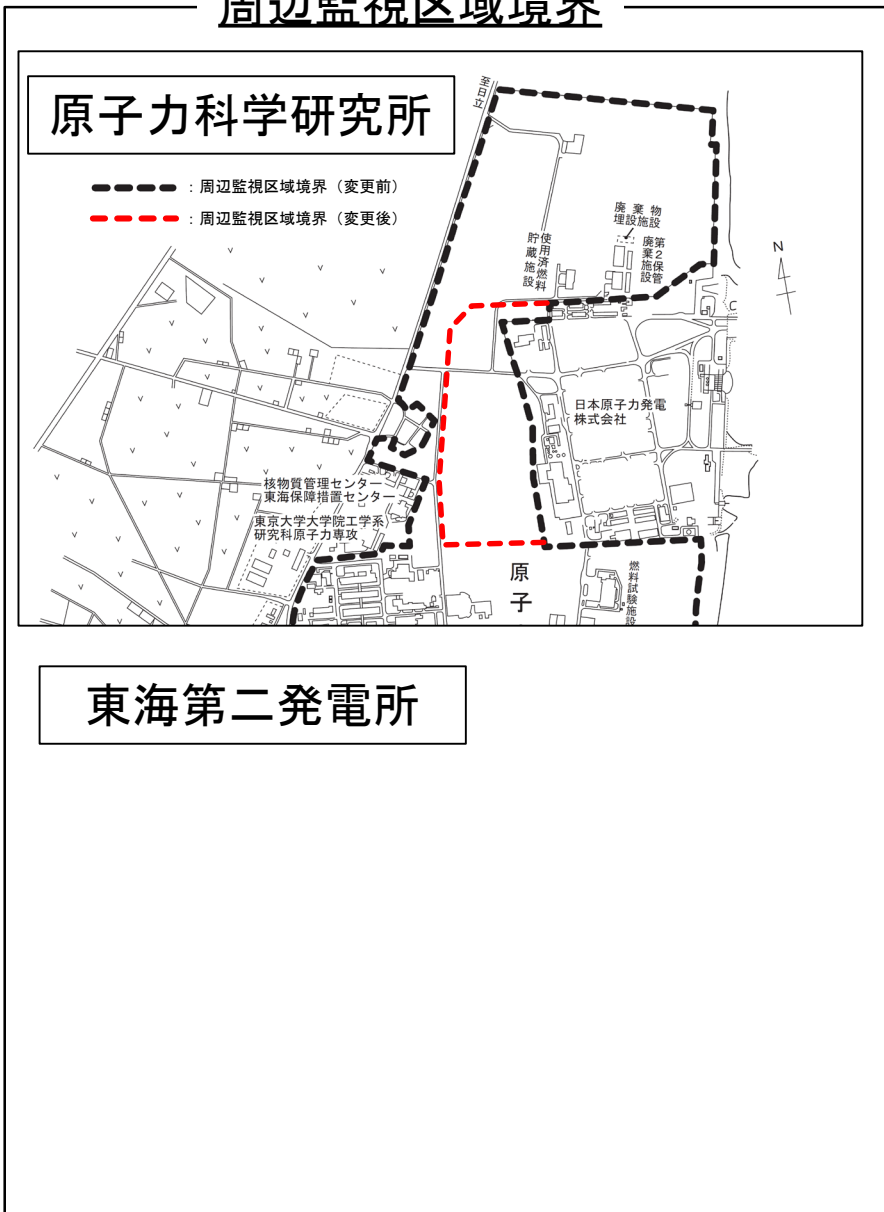 周辺監視区域境界
原子力科学研究所
至日立
：周辺監視区域境界（変更前）
：周辺監視区域境界（変更後）
廃棄物
埋設施設
第2保管
廃棄施設
使用済燃料
貯蔵施設
N
日本原子力発電
株式会社
核物質管理センター
東海保障措置センター
東京大学大学院工学系
研究科原子力専攻
原子
燃料試験施設
東海第二発電所